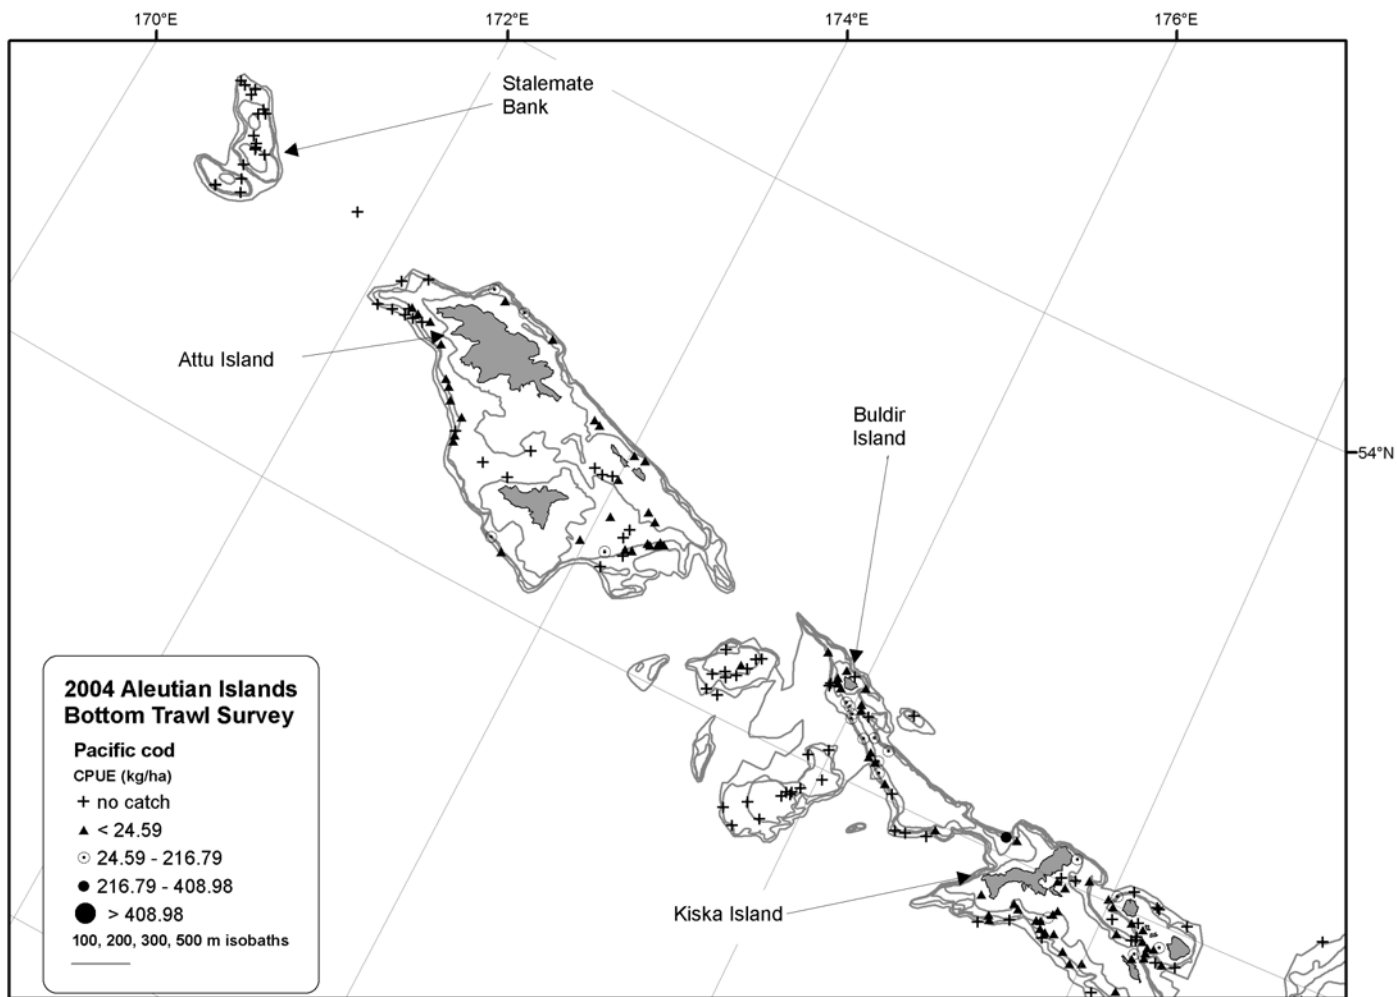 170°E
172°E
174°E
176°E
Stalemate
Bank
Attu Island
Buldir
Island
54°N
Kiska Island
2004 Aleutian Islands
Bottom Trawl Survey
Pacific cod
CPUE (kg/ha)
no catch
< 24.59
24.59 - 216.79
216.79 - 408.98
> 408.98
100, 200, 300, 500 m isobaths